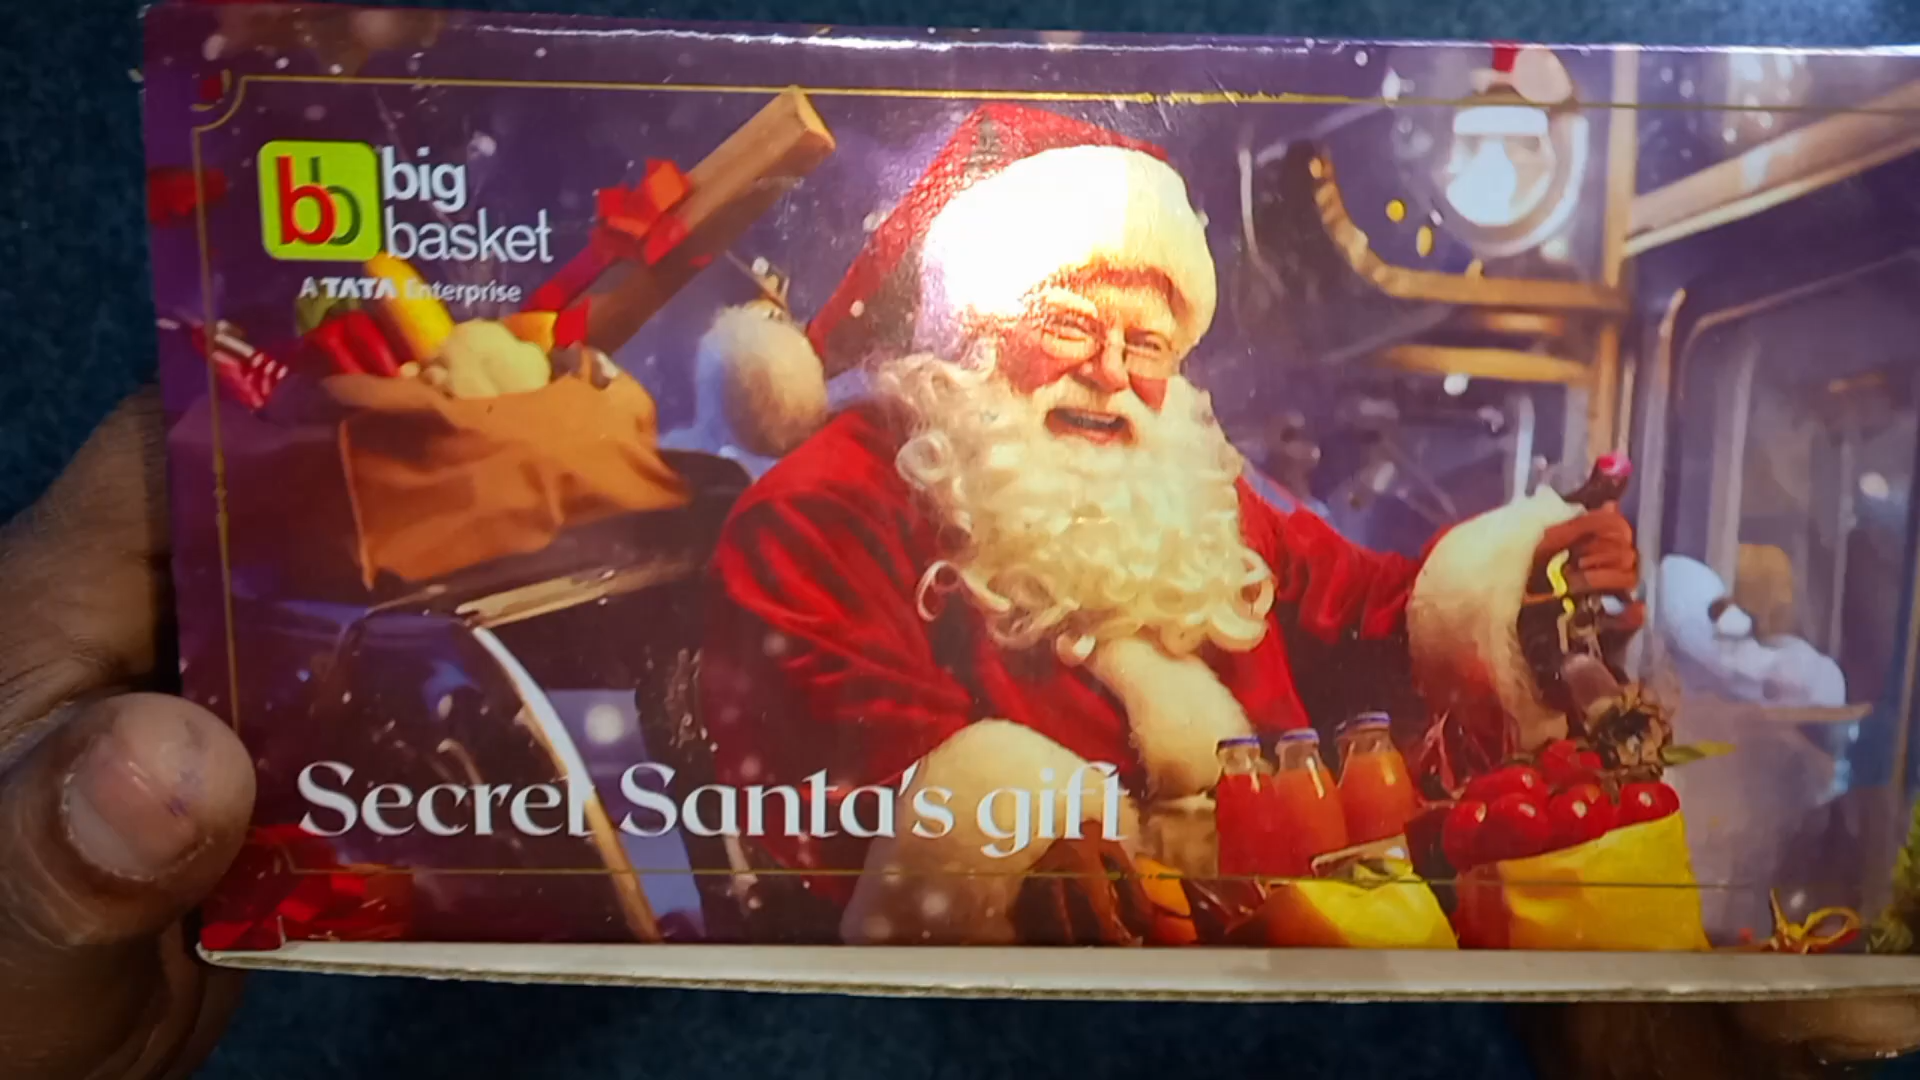 bb
big
basket
A TATA Enterprise
Secret Santa's gift